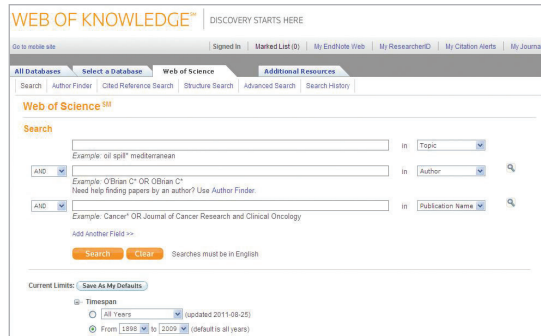 WEB OF KNOWLEDGE℠ DISCOVERY STARTS HERE
Go to mobile site Signed In Marked List (0) My EndNote Web My ResearcherID My Citation Alerts My Journa
All Databases Select a Database Web of Science Additional Resources
Search Author Finder Cited Reference Search Structure Search Advanced Search Search History
Web of Science℠
Search
in Topic
Example: oil spill* mediterranean
AND in Author
Example: O'Brian C* OR OBrian C*
Need help finding papers by an author? Use Author Finder.
AND in Publication Name
Example: Cancer* OR Journal of Cancer Research and Clinical Oncology
Add Another Field >>
Search Clear Searches must be in English
Current Limits: Save As My Defaults
Timespan
All Years (updated 2011-08-25)
From 1898 to 2009 (default is all years)